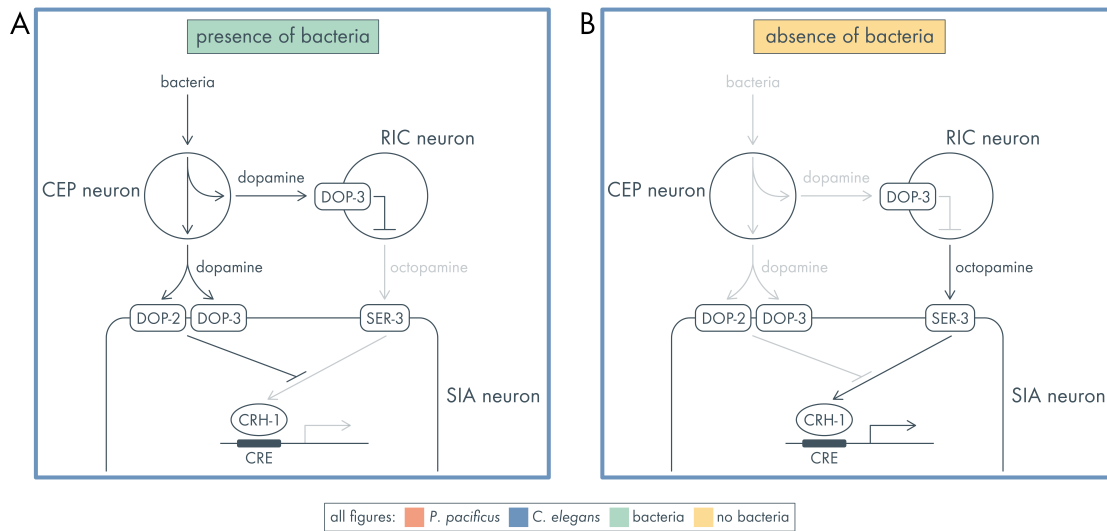 A
presence of bacteria
bacteria
RIC neuron
CEP neuron
dopamine
DOP-3
dopamine
octopamine
DOP-2
DOP-3
SER-3
SIA neuron
CRH-1
CRE
B
absence of bacteria
bacteria
RIC neuron
CEP neuron
dopamine
DOP-3
dopamine
octopamine
DOP-2
DOP-3
SER-3
SIA neuron
CRH-1
CRE
all figures: P. pacificus C. elegans bacteria no bacteria